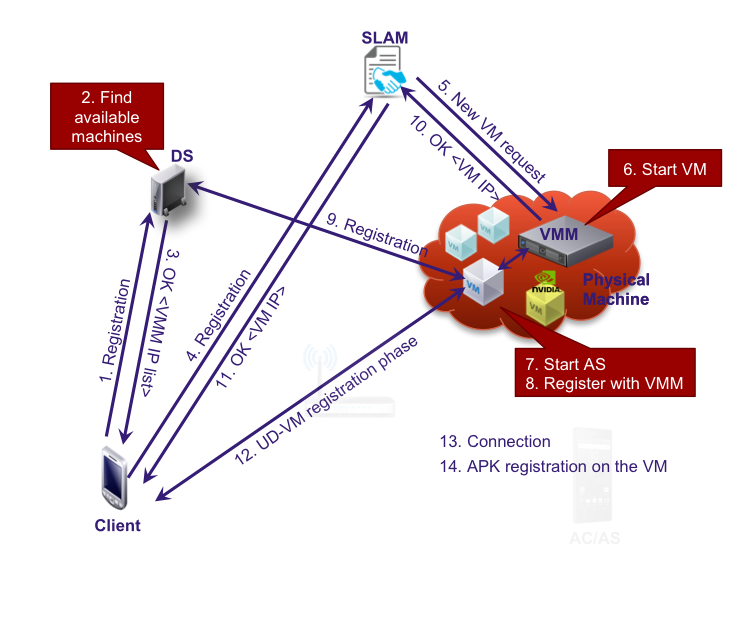 SLAM
2. Find
available
machines
DS
5. New VM request
10. OK <VM IP>
6. Start VM
9. Registration
VM
VM
VMM
VM
Physical
Machine
NVIDIA
VM
1. Registration
3. OK <VMM IP list>
4. Registration
11. OK <VM IP>
12. UD-VM registration phase
7. Start AS
8. Register with VMM
13. Connection
14. APK registration on the VM
Client
AC/AS